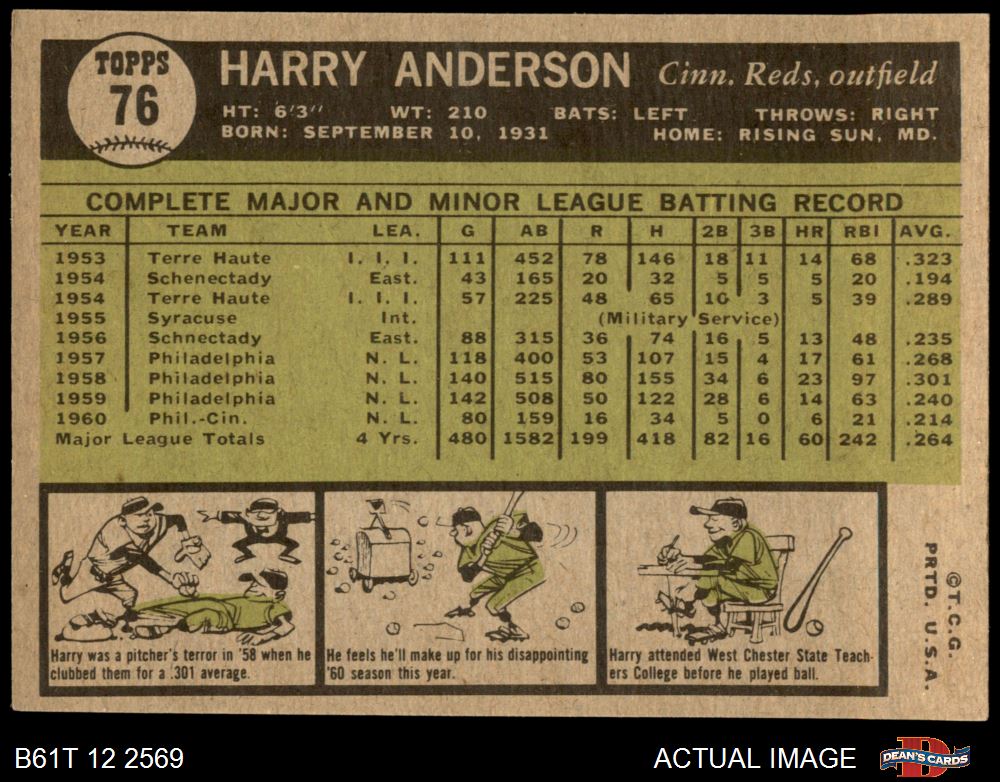 TOPPS
76
HARRY ANDERSON Cinn. Reds, outfield
HT: 6'3" WT: 210 BATS: LEFT THROWS: RIGHT
BORN: SEPTEMBER 10, 1931 HOME: RISING SUN, MD.
COMPLETE MAJOR AND MINOR LEAGUE BATTING RECORD
YEAR TEAM LEA. G AB R H 2B 3B HR RBI AVG.
1953 Terre Haute I. I. I. 111 452 78 146 18 11 14 68 .323
1954 Schenectady East. 43 165 20 32 5 5 5 20 .194
1954 Terre Haute I. I. I. 57 225 48 65 10 3 5 39 .289
1955 Syracuse Int. (Military Service)
1956 Schnectady East. 88 315 36 74 16 5 13 48 .235
1957 Philadelphia N. L. 118 400 53 107 15 4 17 61 .268
1958 Philadelphia N. L. 140 515 80 155 34 6 23 97 .301
1959 Philadelphia N. L. 142 508 50 122 28 6 14 63 .240
1960 Phil.-Cin. N. L. 80 159 16 34 5 0 6 21 .214
Major League Totals 4 Yrs. 480 1582 199 418 82 16 60 242 .264
Harry was a pitcher's terror in '58 when he
clubbed them for a .301 average.
He feels he'll make up for his disappointing
'60 season this year.
Harry attended West Chester State Teach-
ers College before he played ball.
©T.C.G.
PRTD. U.S.A.
B61T 12 2569
ACTUAL IMAGE
DEAN'S CARDS